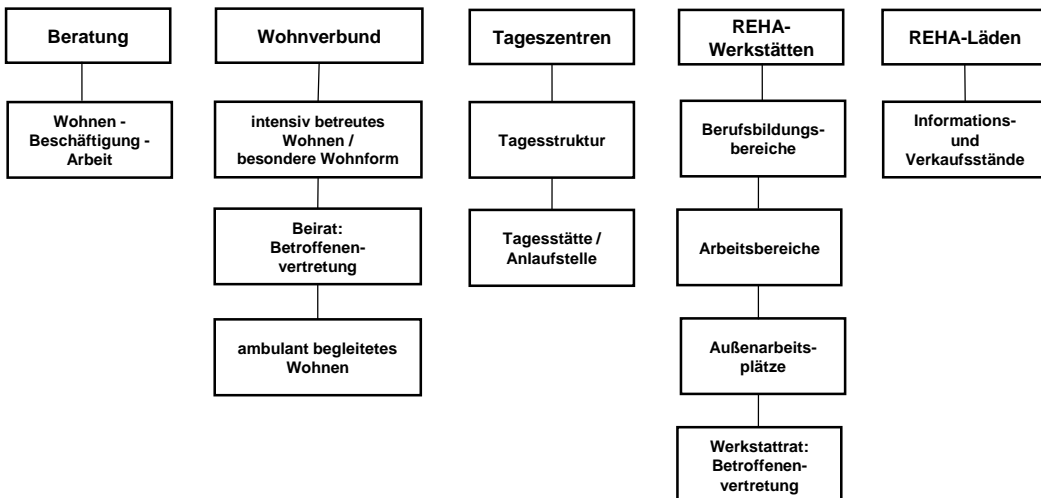 Beratung
Wohnen -
Beschäftigung -
Arbeit
Wohnverbund
intensiv betreutes
Wohnen /
besondere Wohnform
Beirat:
Betroffenen-
vertretung
ambulant begleitetes
Wohnen
Tageszentren
Tagesstruktur
Tagesstätte /
Anlaufstelle
REHA-
Werkstätten
Berufsbildungs-
bereiche
Arbeitsbereiche
Außenarbeits-
plätze
Werkstattrat:
Betroffenen-
vertretung
REHA-Läden
Informations-
und
Verkaufsstände